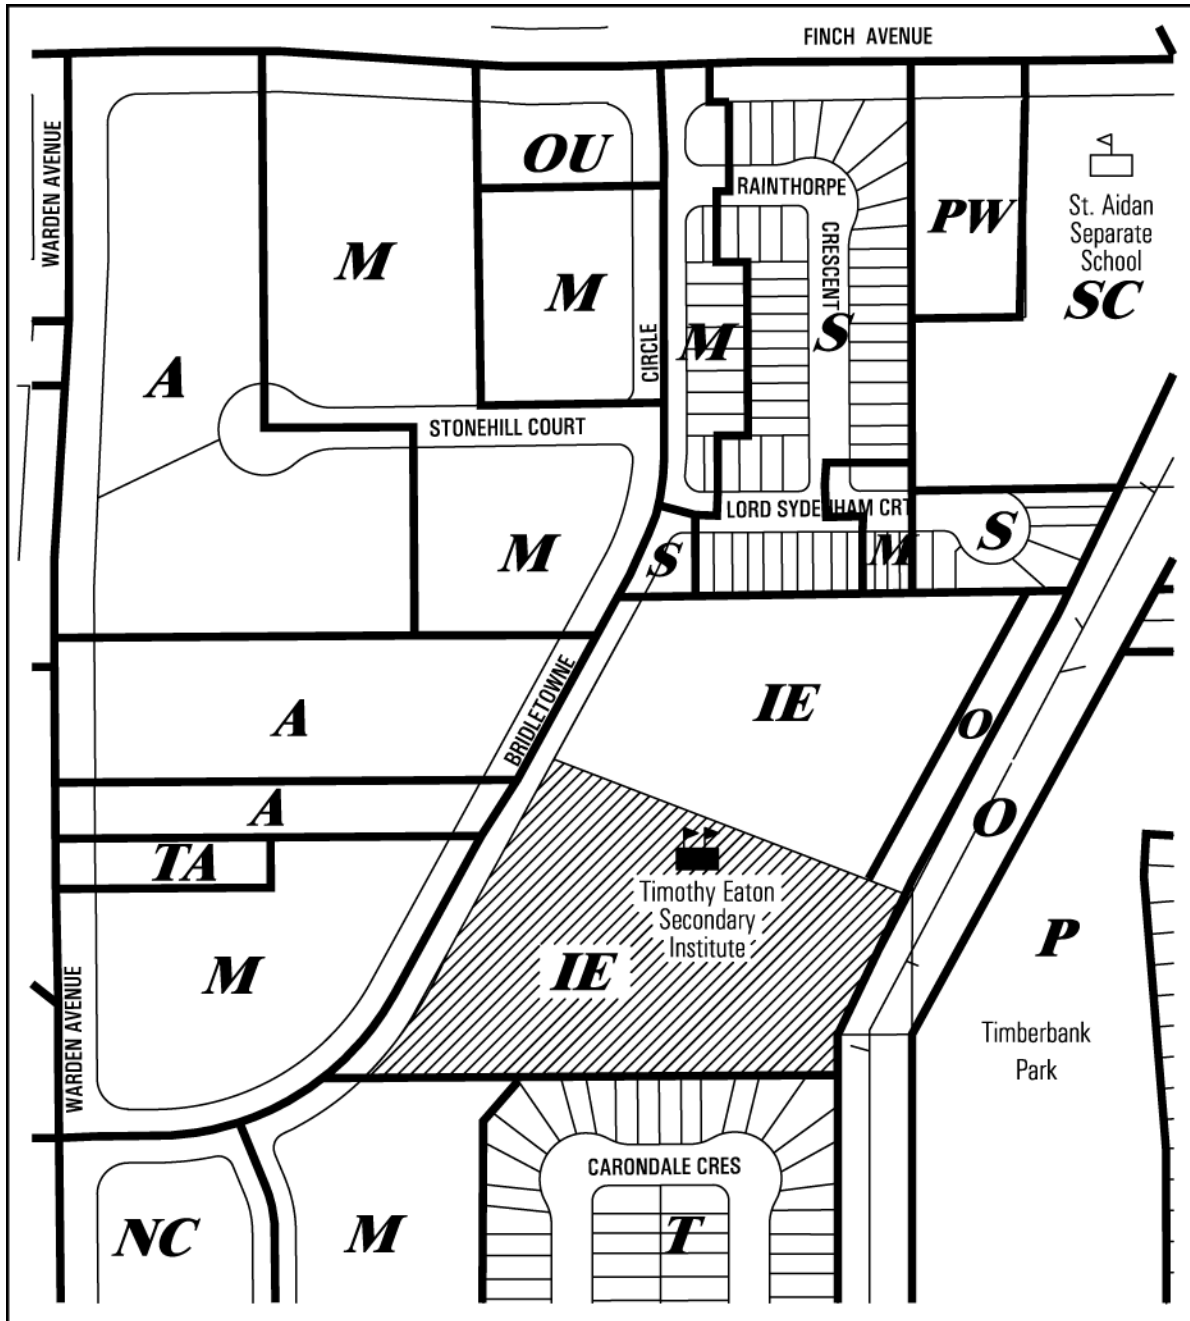 FINCH AVENUE
WARDEN AVENUE
OU
RAINTHORPE
CRESCENT
PW
St. Aidan
Separate
School
SC
M
M
CIRCLE
M
S
A
STONEHILL COURT
LORD SYDENHAM CRT
M
S
M
S
IE
A
BRIDLETOWNE
O
O
A
TA
Timothy Eaton
Secondary
Institute
IE
M
P
Timberbank
Park
WARDEN AVENUE
CARONDALE CRES
NC
M
T